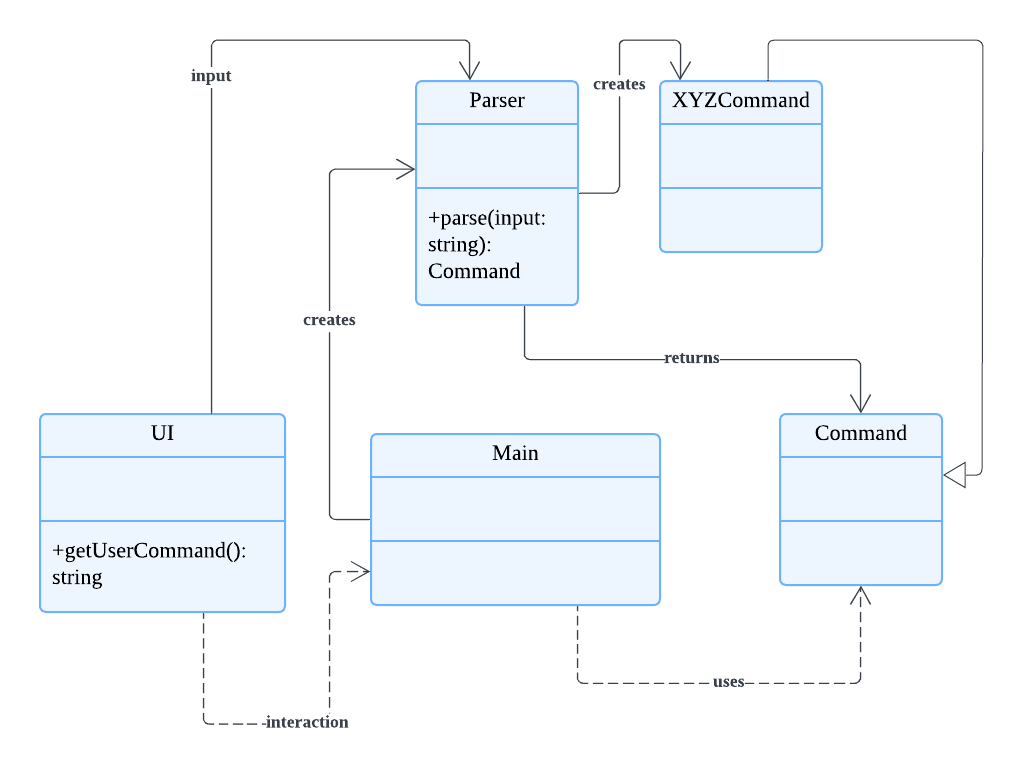 input
creates
Parser
XYZCommand
+parse(input:
string):
Command
creates
returns
UI
Main
Command
+getUserCommand():
string
uses
interaction